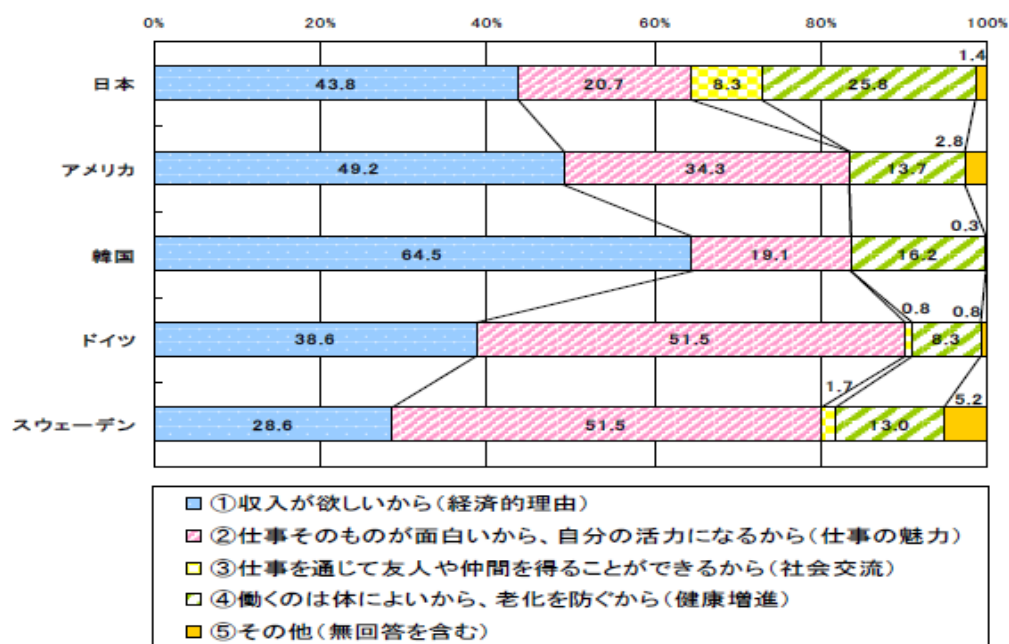 0% 20% 40% 60% 80% 100%
1.4
日本 43.8 20.7 8.3 25.8
2.8
アメリカ 49.2 34.3 13.7
0.3
韓国 64.5 19.1 16.2
0.8 0.8
ドイツ 38.6 51.5 8.3
1.7 5.2
スウェーデン 28.6 51.5 13.0
①収入が欲しいから(経済的理由)
②仕事そのものが面白いから、自分の活力になるから(仕事の魅力)
③仕事を通じて友人や仲間を得ることができるから(社会交流)
④働くのは体によいから、老化を防ぐから(健康増進)
⑤その他(無回答を含む)